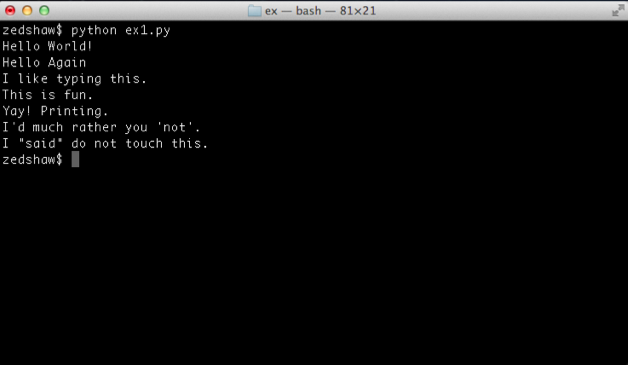 ex — bash — 81×21
zedshaw$ python ex1.py
Hello World!
Hello Again
I like typing this.
This is fun.
Yay! Printing.
I'd much rather you 'not'.
I "said" do not touch this.
zedshaw$